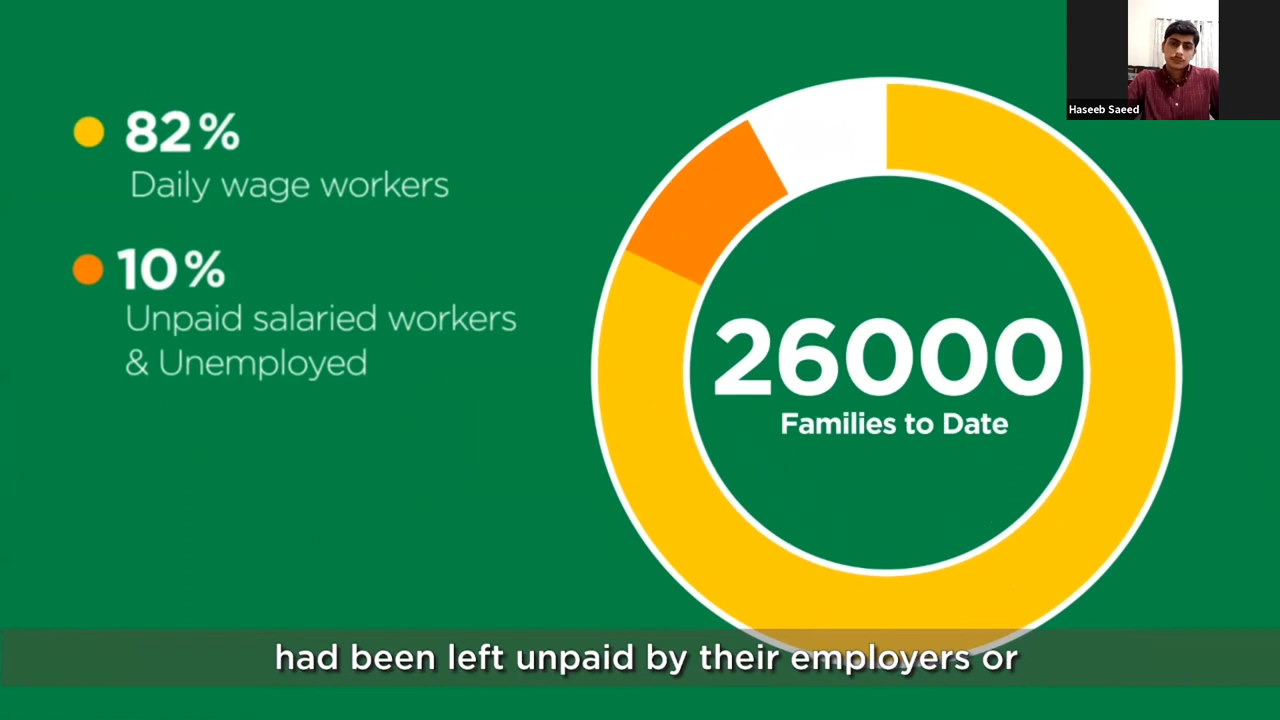 82%
Daily wage workers
10%
Unpaid salaried workers
& Unemployed
26000
Families to Date
Haseeb Saeed
had been left unpaid by their employers or